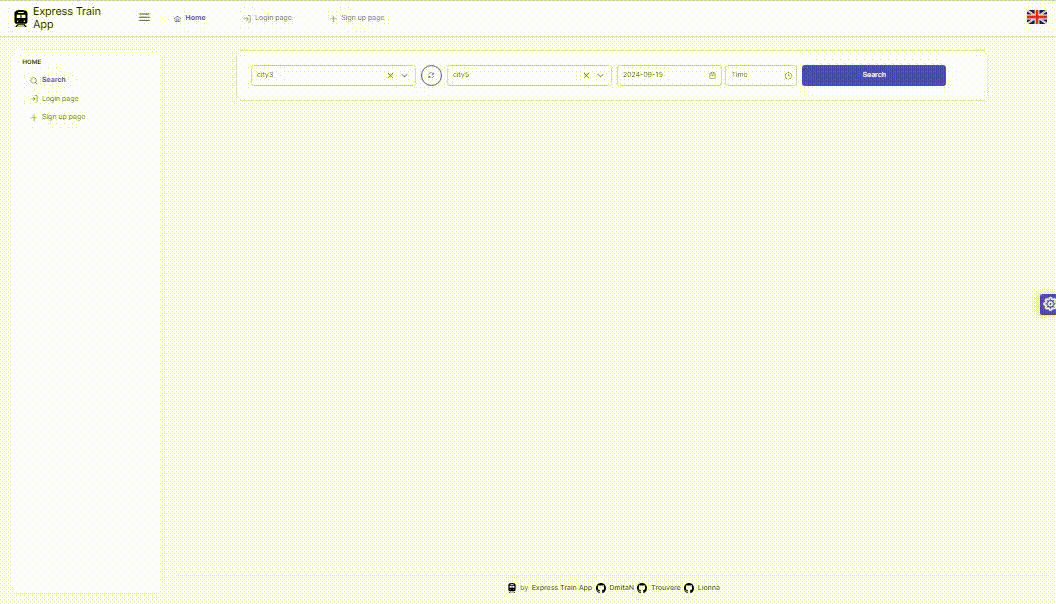 Express Train App
Home
Login page
Sign up page
HOME
Search
Login page
Sign up page
city3
city5
2024-09-15
Time
Search
by Express Train App DmitaN Trouvere Lionna